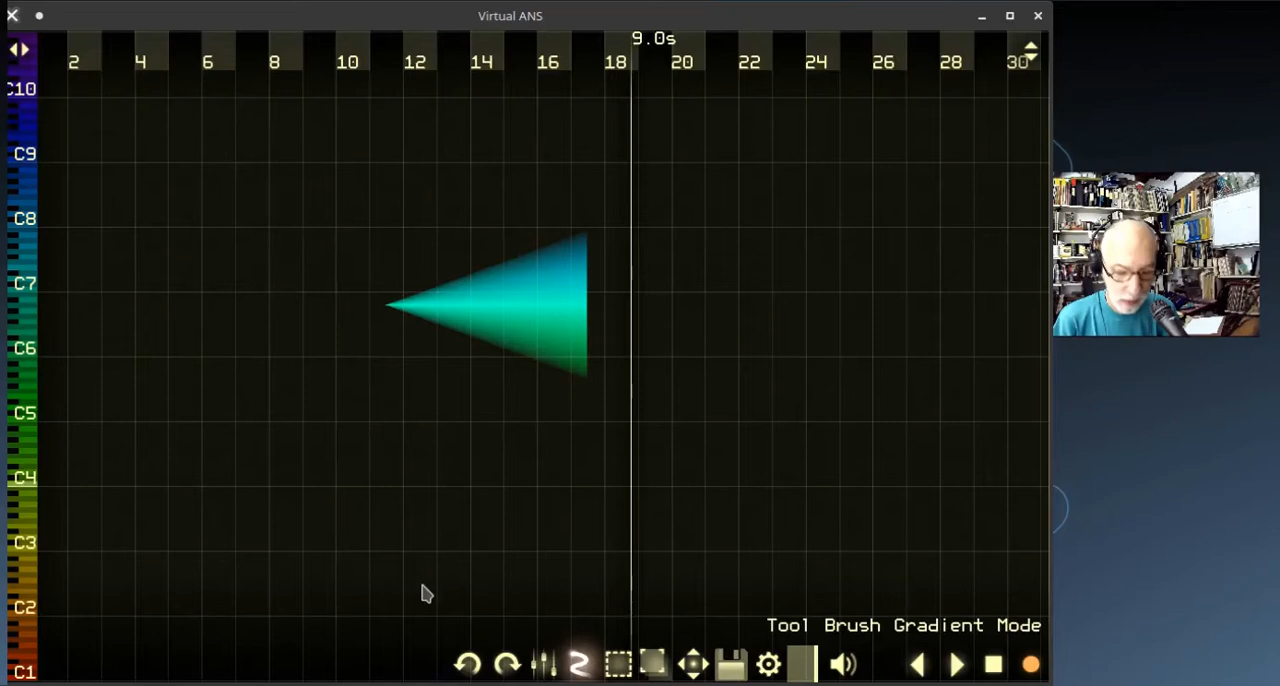 Virtual ANS
9.0s
2 4 6 8 10 12 14 16 18 20 22 24 26 28 30
C10
C9
C8
C7
C6
C5
C4
C3
C2
C1
Tool Brush Gradient Mode